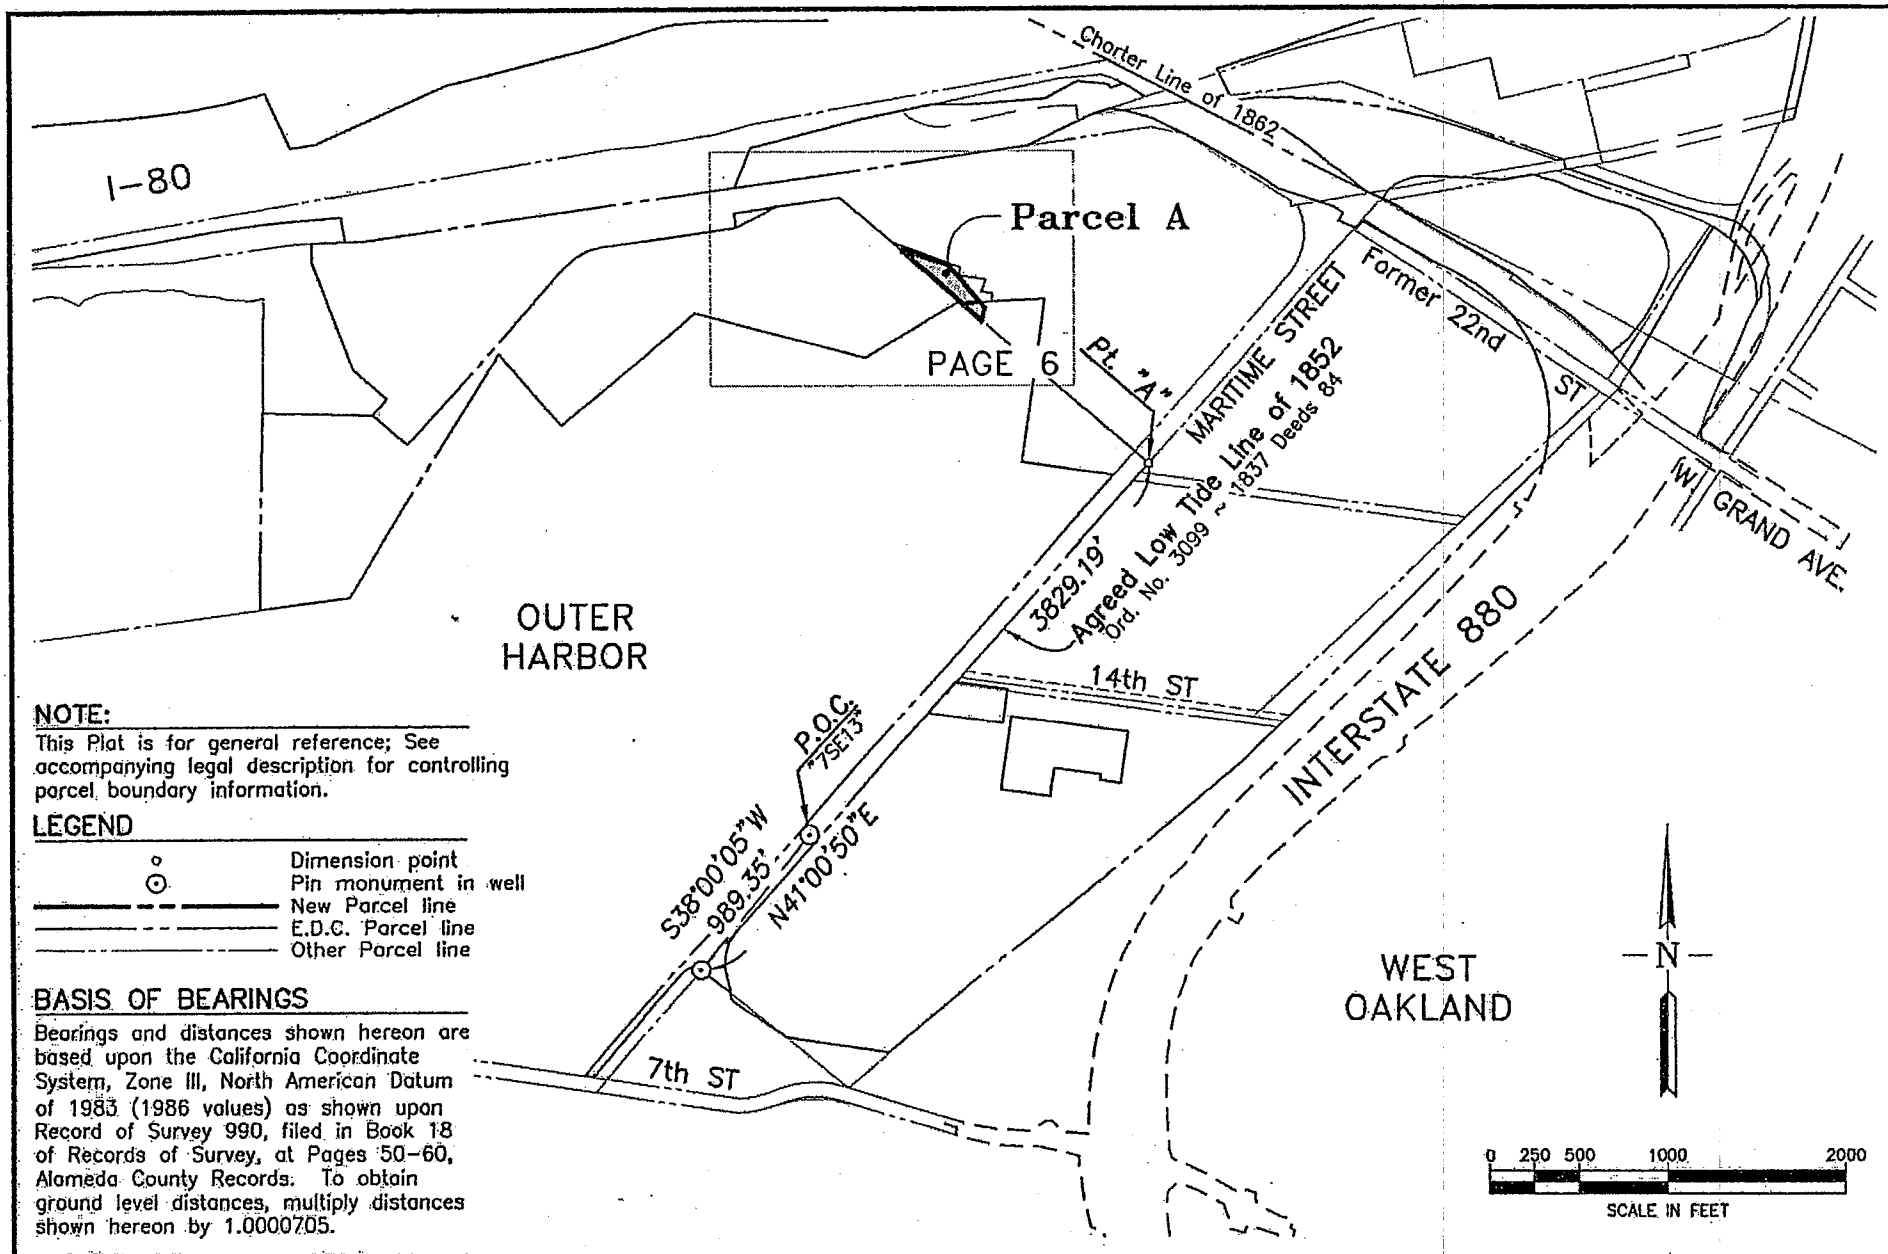 Charter Line of 1862
I-80
Parcel A
PAGE 6
Pt. "A"
MARITIME STREET
Former 22nd
ST
Agreed Low Tide Line of 1852
Ord. No. 3099 ~ 1837 Deeds 84
3829.19'
(W. GRAND AVE.
OUTER
HARBOR
14th ST
INTERSTATE 880
P.O.C.
"7SE13"
S38°00'05"W
989.35'
N41°00'50"E
7th ST
WEST
OAKLAND
N
NOTE:
This Plat is for general reference; See
accompanying legal description for controlling
parcel boundary information.
LEGEND
Dimension point
Pin monument in well
New Parcel line
E.D.C. Parcel line
Other Parcel line
BASIS OF BEARINGS
Bearings and distances shown hereon are
based upon the California Coordinate
System, Zone III, North American Datum
of 1983 (1986 values) as shown upon
Record of Survey 990, filed in Book 18
of Records of Survey, at Pages 50-60,
Alameda County Records. To obtain
ground level distances, multiply distances
shown hereon by 1.0000705.
0 250 500 1000 2000
SCALE IN FEET